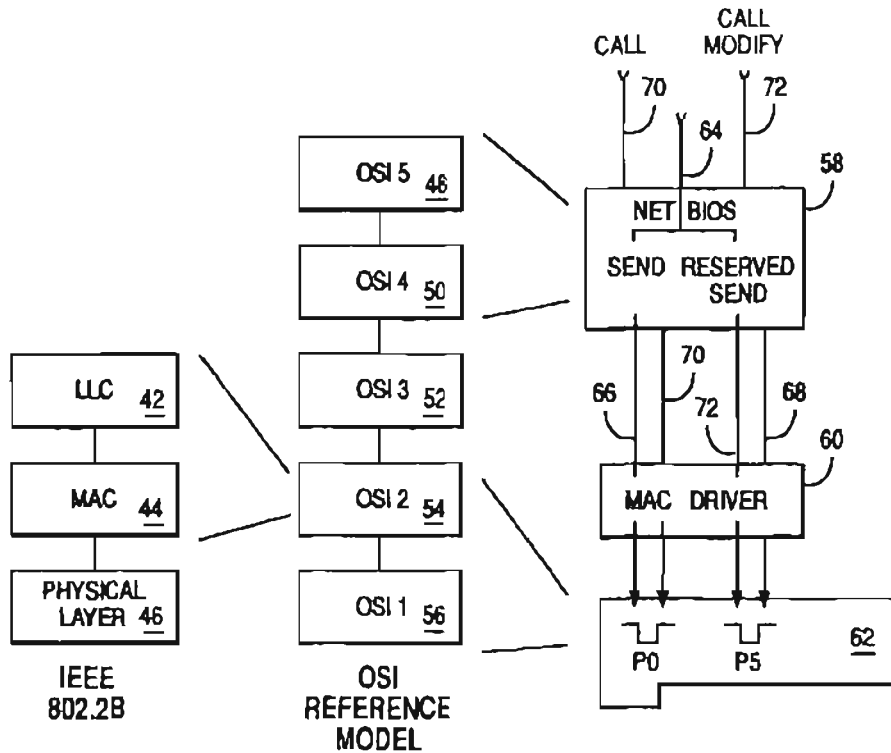 CALL
CALL
MODIFY
70
72
64
58
NET BIOS
SEND RESERVED
SEND
OSI 5 48
OSI 4 50
OSI 3 52
OSI 2 54
OSI 1 56
LLC 42
MAC 44
PHYSICAL
LAYER 46
IEEE
802.2B
OSI
REFERENCE
MODEL
66
70
72
68
60
MAC DRIVER
62
P0 P5